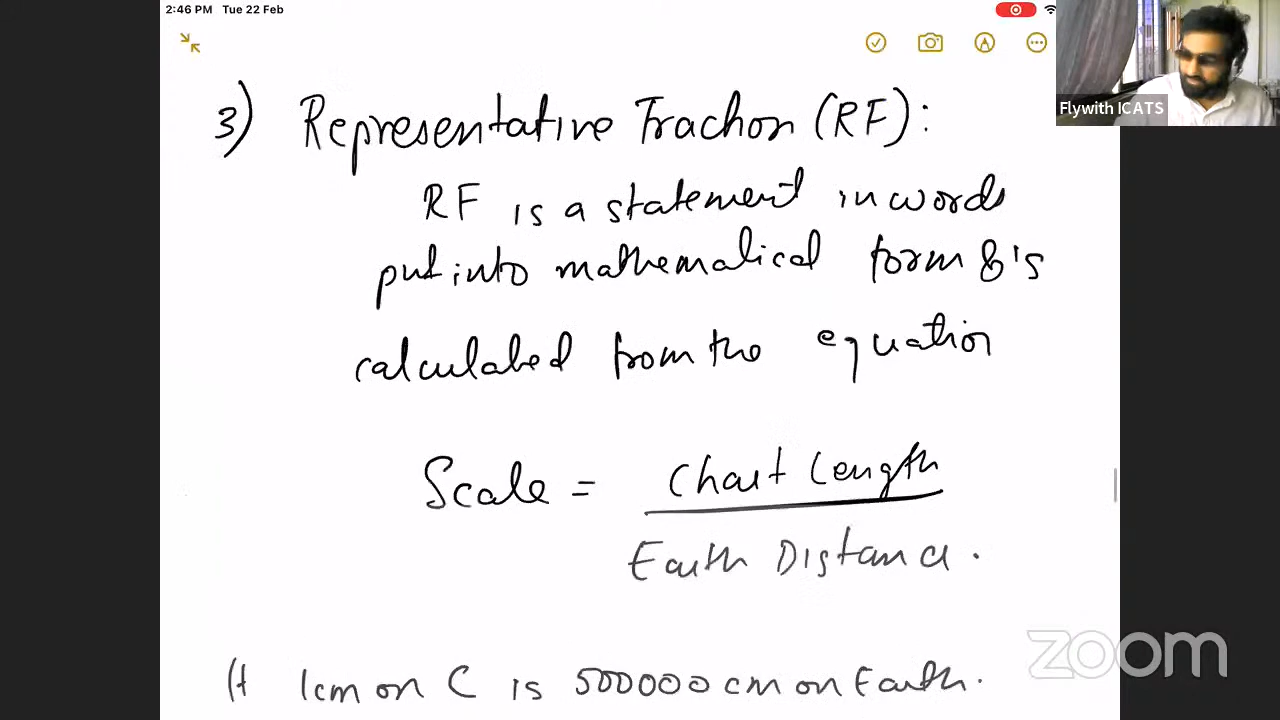 2:46 PM Tue 22 Feb
Flywith ICATS
3) Representative Fraction (RF):
RF is a statement in words
put into mathematical form & 's
calculated from the equation
Scale = Chart Length
Earth Distance.
If 1cm on C is 500000 cm on Earth.
zoom